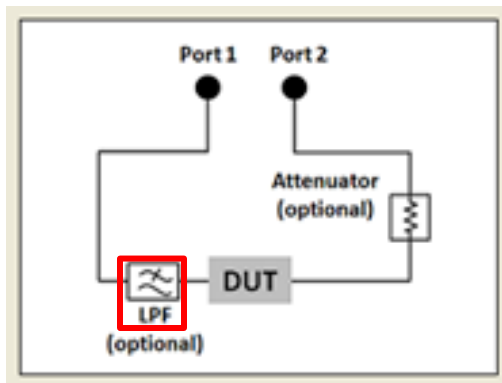 Port 1 Port 2
Attenuator
(optional)
DUT
LPF
(optional)